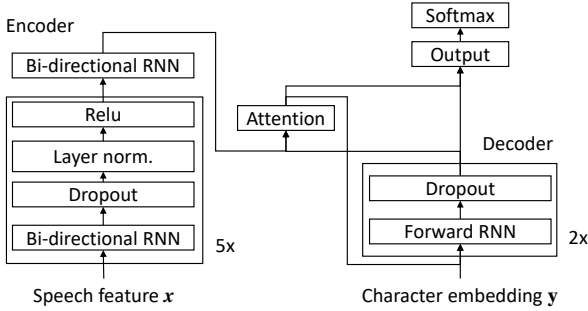 Encoder
Bi-directional RNN
Relu
Layer norm.
Dropout
Bi-directional RNN
5x
Speech feature x
Softmax
Output
Attention
Decoder
Dropout
Forward RNN
2x
Character embedding y